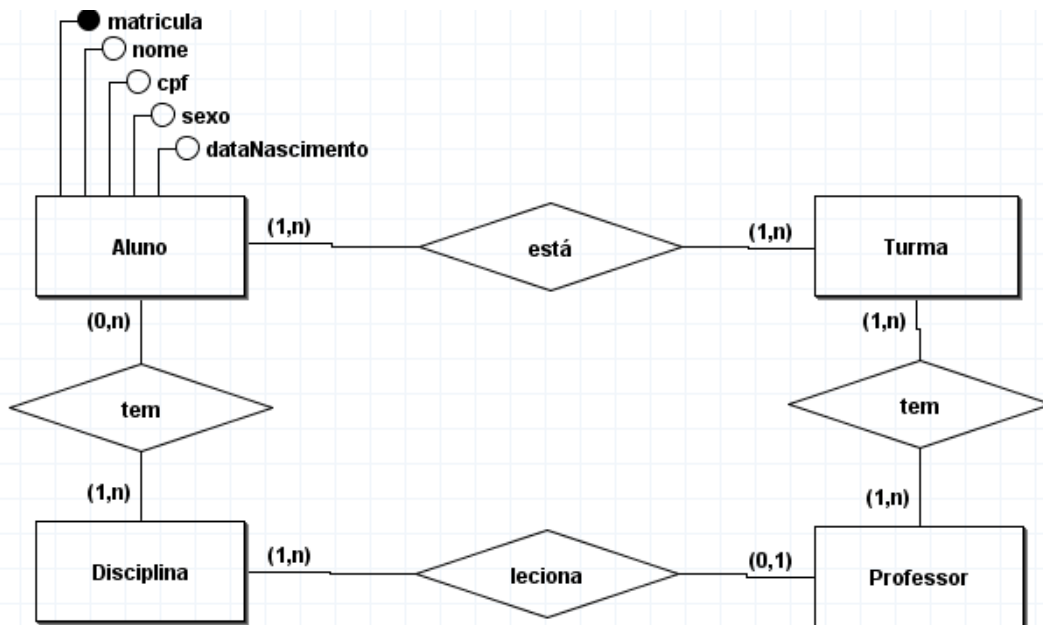 matricula
nome
cpf
sexo
dataNascimento
Aluno
(1,n)
está
(1,n)
Turma
(0,n)
(1,n)
tem
tem
(1,n)
(1,n)
Disciplina
(1,n)
leciona
(0,1)
Professor